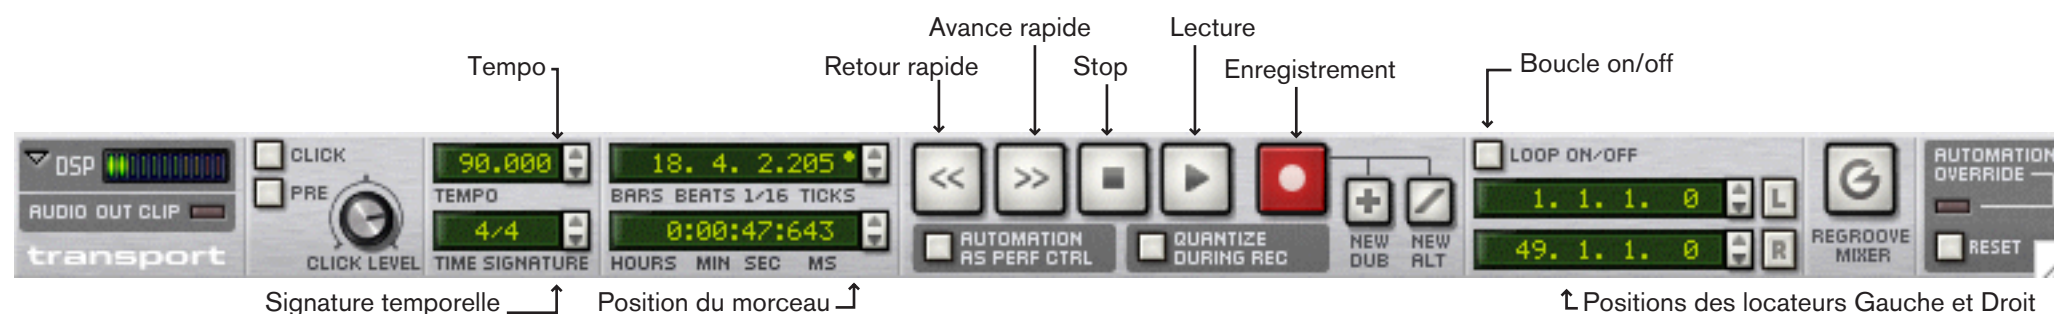 Avance rapide
Lecture
Tempo
Retour rapide
Stop
Enregistrement
Boucle on/off
DSP
AUDIO OUT CLIP
transport
CLICK
PRE
CLICK LEVEL
90.000
TEMPO
4/4
TIME SIGNATURE
18. 4. 2.205
BARS BEATS 1/16 TICKS
0:00:47:643
HOURS MIN SEC MS
<<
>>
AUTOMATION
AS PERF CTRL
QUANTIZE
DURING REC
NEW
DUB
NEW
ALT
LOOP ON/OFF
1. 1. 1. 0
L
49. 1. 1. 0
R
REGROOVE
MIXER
AUTOMATION
OVERRIDE
RESET
Signature temporelle
Position du morceau
Positions des locateurs Gauche et Droit